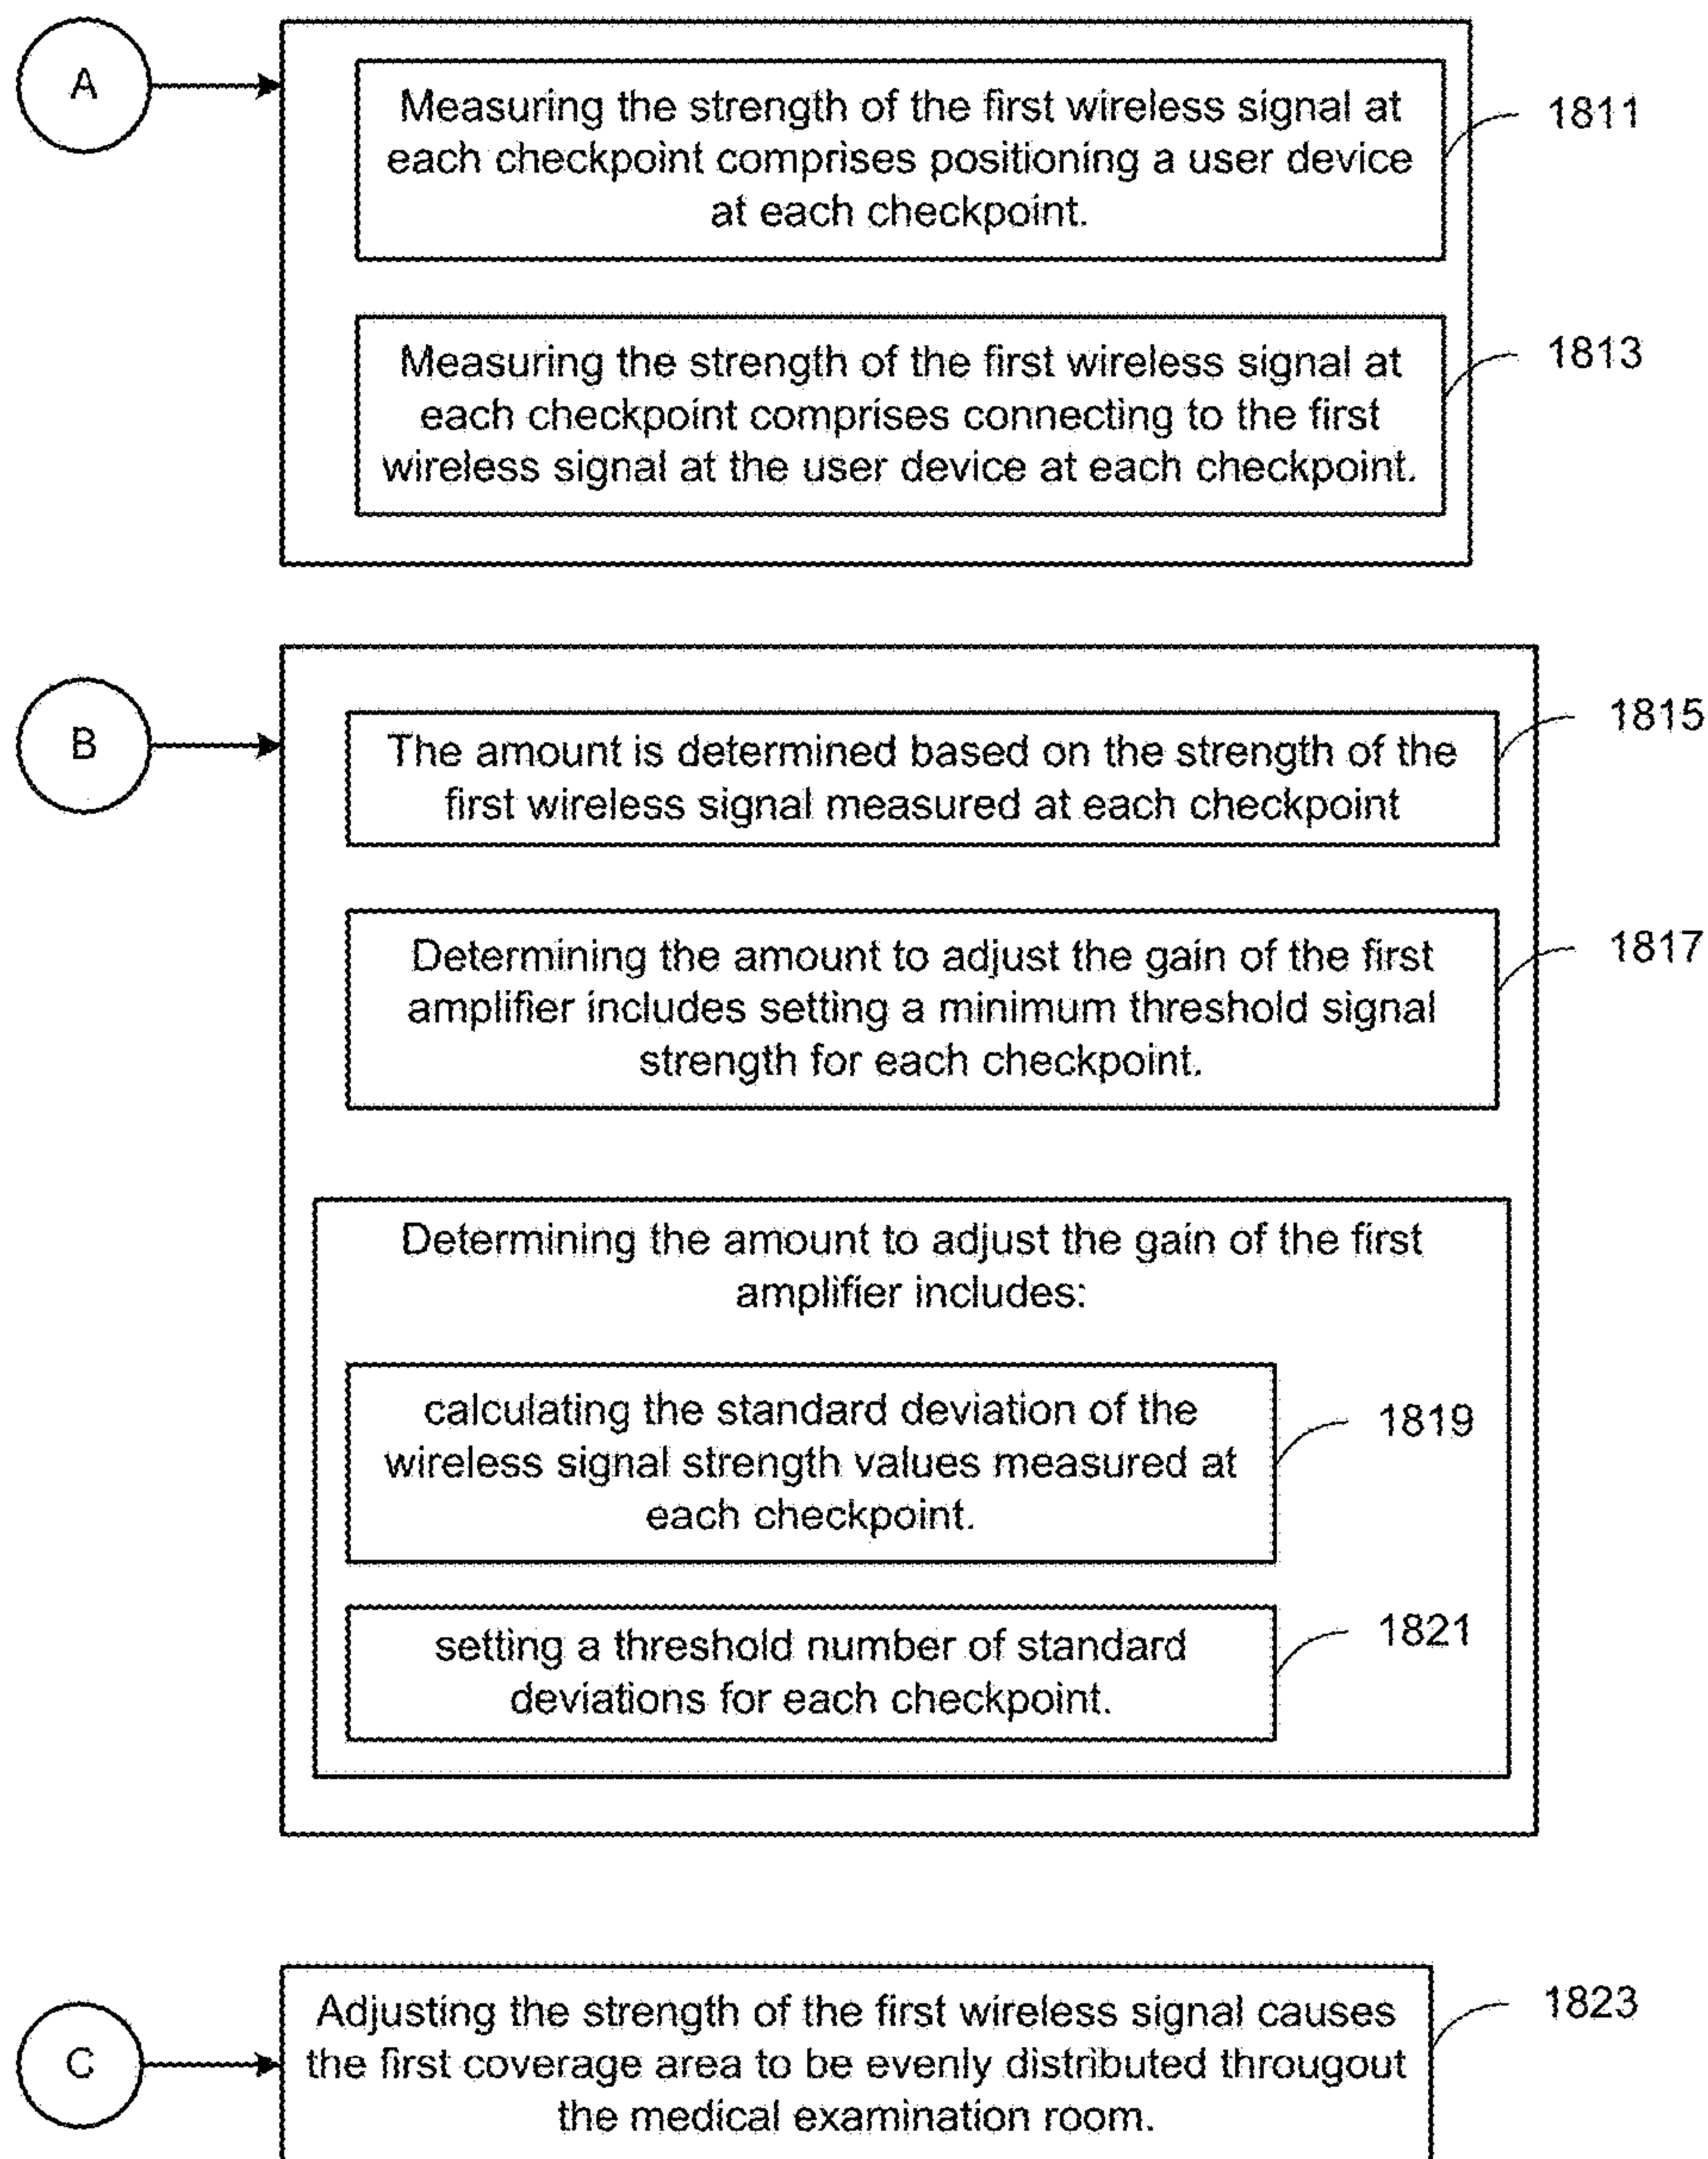 A
Measuring the strength of the first wireless signal at
each checkpoint comprises positioning a user device
at each checkpoint.
1811
Measuring the strength of the first wireless signal at
each checkpoint comprises connecting to the first
wireless signal at the user device at each checkpoint.
1813
B
The amount is determined based on the strength of the
first wireless signal measured at each checkpoint
1815
Determining the amount to adjust the gain of the first
amplifier includes setting a minimum threshold signal
strength for each checkpoint.
1817
Determining the amount to adjust the gain of the first
amplifier includes:
calculating the standard deviation of the
wireless signal strength values measured at
each checkpoint.
1819
setting a threshold number of standard
deviations for each checkpoint.
1821
C
Adjusting the strength of the first wireless signal causes
the first coverage area to be evenly distributed througout
the medical examination room.
1823